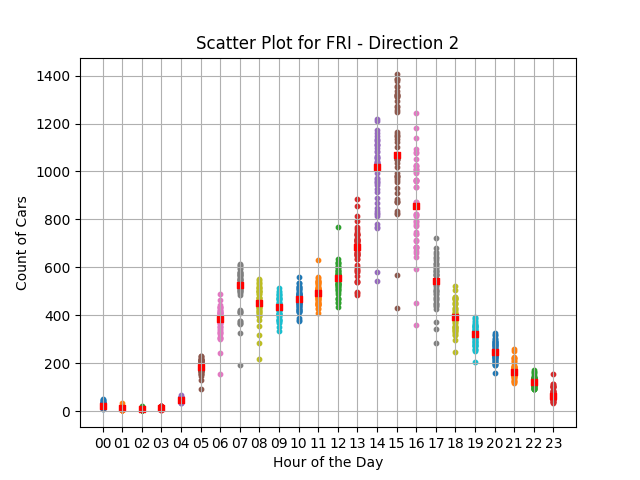 Scatter Plot for FRI - Direction 2
Count of Cars
1400
1200
1000
800
600
400
200
0
00 01 02 03 04 05 06 07 08 09 10 11 12 13 14 15 16 17 18 19 20 21 22 23
Hour of the Day